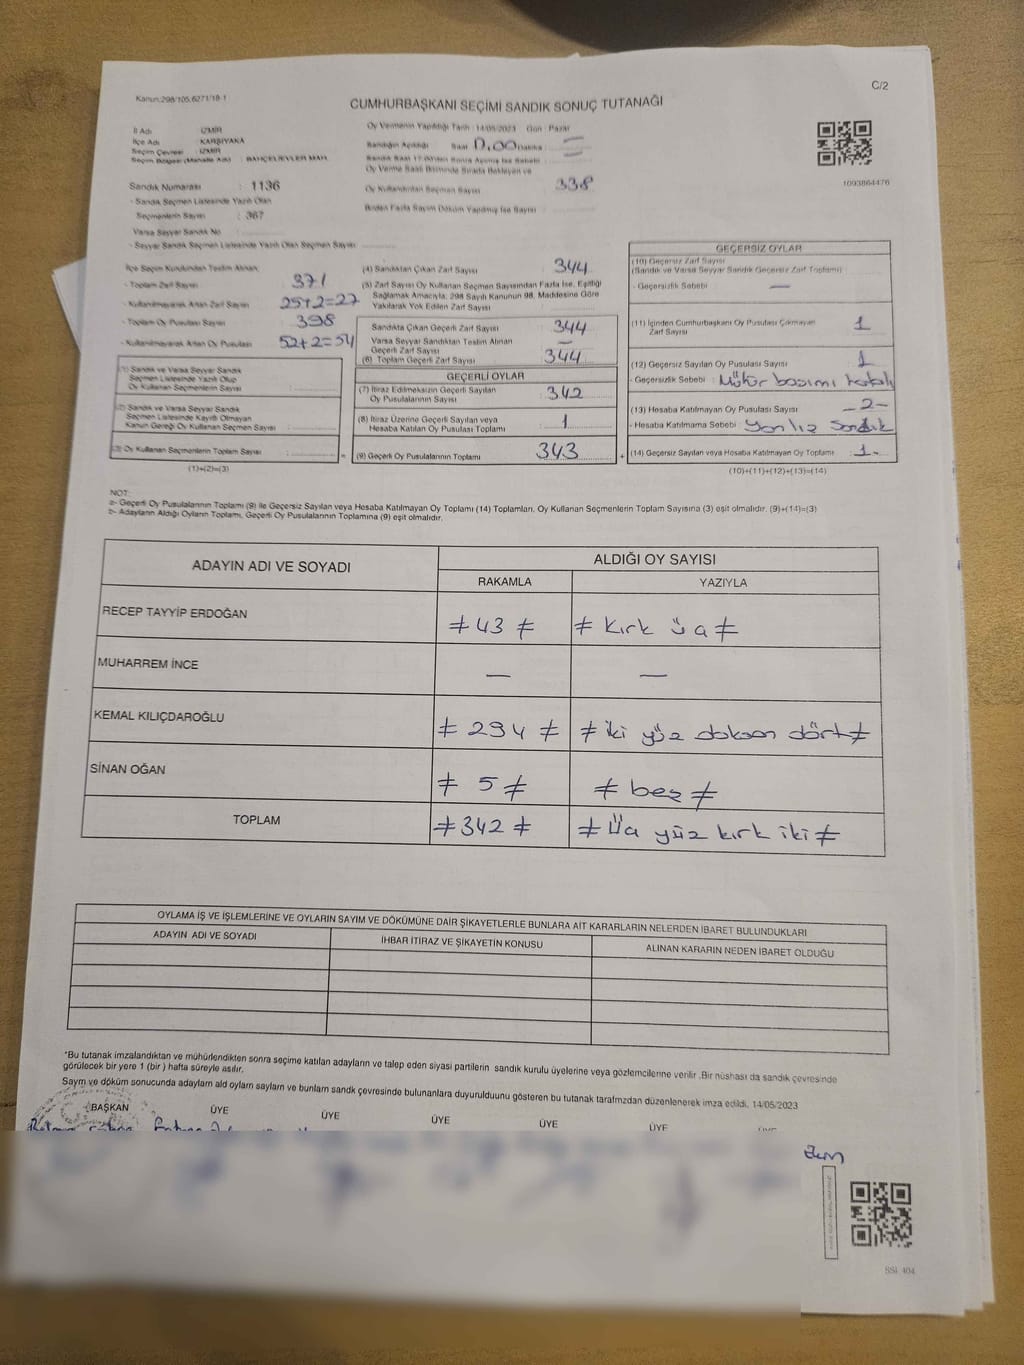 Kanun:298/105,6271/18-1
C/2
CUMHURBAŞKANI SEÇİMİ SANDIK SONUÇ TUTANAĞI
İl Adı : İZMİR
İlçe Adı : KARŞIYAKA
Seçim Çevresi : İZMİR
Seçim Bölgesi (Mahalle Adı) : BAHÇELİEVLER MAH.
Sandık Numarası : 1136
- Sandık Seçmen Listesinde Yazılı Olan
Seçmenlerin Sayısı : 367
Varsa Seyyar Sandık No :
- Seyyar Sandık Seçmen Listesinde Yazılı Olan Seçmen Sayısı
Oy Vermenin Yapıldığı Tarih : 14/05/2023 Gün : Pazar
Sandığın Açıldığı Saat Dakika :
Sandık Saat 17.00'den Sonra Açılmış İse Sebebi :
Oy Verme Saati Bitiminde Sırada Bekleyen ve
Oy Kullandırılan Seçmen Sayısı 338
Birden Fazla Sayım Döküm Yapılmış İse Sayısı
1093864476
İlçe Seçim Kurulundan Teslim Alınan;
- Toplam Zarf Sayısı : 371
- Kullanılmayarak Artan Zarf Sayısı : 25+2=27
- Toplam Oy Pusulası Sayısı : 398
- Kullanılmayarak Artan Oy Pusulası : 52+2=54
(1) Sandık ve Varsa Seyyar Sandık
Seçmen Listesinde Yazılı Olup
Oy Kullanan Seçmenlerin Sayısı :
(2) Sandık ve Varsa Seyyar Sandık
Seçmen Listesinde Kayıtlı Olmayan
Kanun Gereği Oy Kullanan Seçmen Sayısı :
(3) Oy Kullanan Seçmenlerin Toplam Sayısı :
(1)+(2)=(3)
(4) Sandıktan Çıkan Zarf Sayısı 344
(5) Zarf Sayısı Oy Kullanan Seçmen Sayısından Fazla İse, Eşitliği
Sağlamak Amacıyla, 298 Sayılı Kanunun 98. Maddesine Göre
Yakılarak Yok Edilen Zarf Sayısı
Sandıkta Çıkan Geçerli Zarf Sayısı 344
Varsa Seyyar Sandıktan Teslim Alınan
Geçerli Zarf Sayısı —
(6) Toplam Geçerli Zarf Sayısı 344
GEÇERLİ OYLAR
(7) İtiraz Edilmeksizin Geçerli Sayılan
Oy Pusulalarının Sayısı : 342
(8) İtiraz Üzerine Geçerli Sayılan veya
Hesaba Katılan Oy Pusulası Toplamı : 1
= (9) Geçerli Oy Pusulalarının Toplamı 343 +
GEÇERSİZ OYLAR
(10) Geçersiz Zarf Sayısı
(Sandık ve Varsa Seyyar Sandık Geçersiz Zarf Toplamı) :
- Geçersizlik Sebebi : —
(11) İçinden Cumhurbaşkanı Oy Pusulası Çıkmayan
Zarf Sayısı : 1
(12) Geçersiz Sayılan Oy Pusulası Sayısı : 1
- Geçersizlik Sebebi : Mühür basımı hatalı
(13) Hesaba Katılmayan Oy Pusulası Sayısı : -2-
- Hesaba Katılmama Sebebi : Yanlız Sandık
(14) Geçersiz Sayılan veya Hesaba Katılmayan Oy Toplamı : 1-
(10)+(11)+(12)+(13)=(14)
NOT:
a- Geçerli Oy Pusulalarının Toplamı (9) ile Geçersiz Sayılan veya Hesaba Katılmayan Oy Toplamı (14) Toplamları, Oy Kullanan Seçmenlerin Toplam Sayısına (3) eşit olmalıdır. (9)+(14)=(3)
b- Adayların Aldığı Oyların Toplamı, Geçerli Oy Pusulalarının Toplamına (9) eşit olmalıdır.
ADAYIN ADI VE SOYADI
ALDIĞI OY SAYISI
RAKAMLA YAZIYLA
RECEP TAYYİP ERDOĞAN ≠ 43 ≠ ≠ kırk üç ≠
MUHARREM İNCE — —
KEMAL KILIÇDAROĞLU ≠ 294 ≠ ≠ iki yüz doksan dört ≠
SİNAN OĞAN ≠ 5 ≠ ≠ beş ≠
TOPLAM ≠ 342 ≠ ≠ Üç yüz kırk iki ≠
OYLAMA İŞ VE İŞLEMLERİNE VE OYLARIN SAYIM VE DÖKÜMÜNE DAİR ŞİKAYETLERLE BUNLARA AİT KARARLARIN NELERDEN İBARET BULUNDUKLARI
ADAYIN ADI VE SOYADI İHBAR İTİRAZ VE ŞİKAYETİN KONUSU ALINAN KARARIN NEDEN İBARET OLDUĞU
*Bu tutanak imzalandıktan ve mühürlendikten sonra seçime katılan adayların ve talep eden siyasi partilerin sandık kurulu üyelerine veya gözlemcilerine verilir .Bir nüshası da sandık çevresinde
görülecek bir yere 1 (bir ) hafta süreyle asılır.
Sayım ve döküm sonucunda adayların ald oyların sayların ve bunların sandk çevresinde bulunanlara duyurulduunu gösteren bu tutanak tarafmzdan düzenlenerek imza edildi. 14/05/2023
BAŞKAN ÜYE ÜYE ÜYE ÜYE ÜYE ÜYE
SSI 404